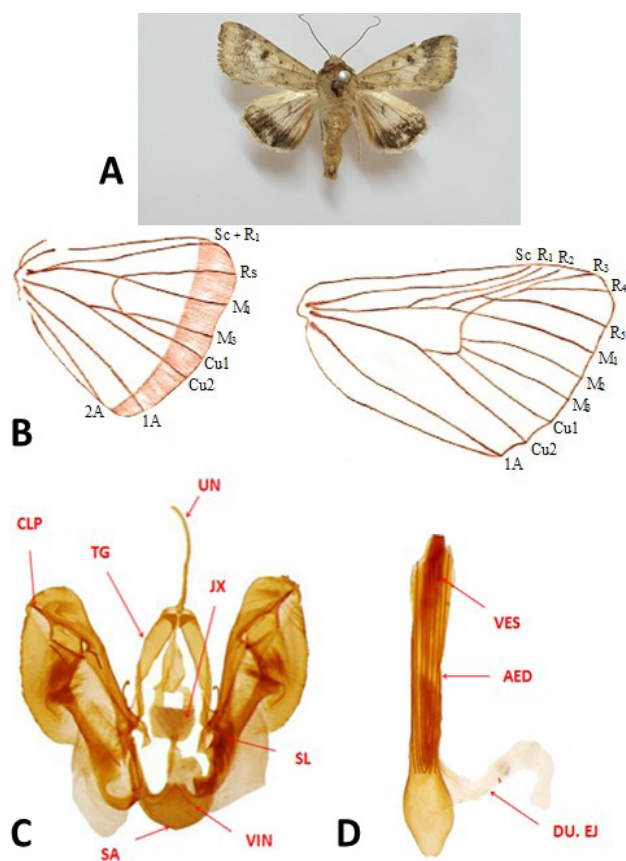 A
Sc + R1
Rs
M1
M3
Cu1
Cu2
1A
2A
B
Sc R1 R2 R3
R4
R5
M1
M2
M3
Cu1
Cu2
1A
UN
CLP
TG
JX
SL
VIN
SA
C
VES
AED
DU. EJ
D